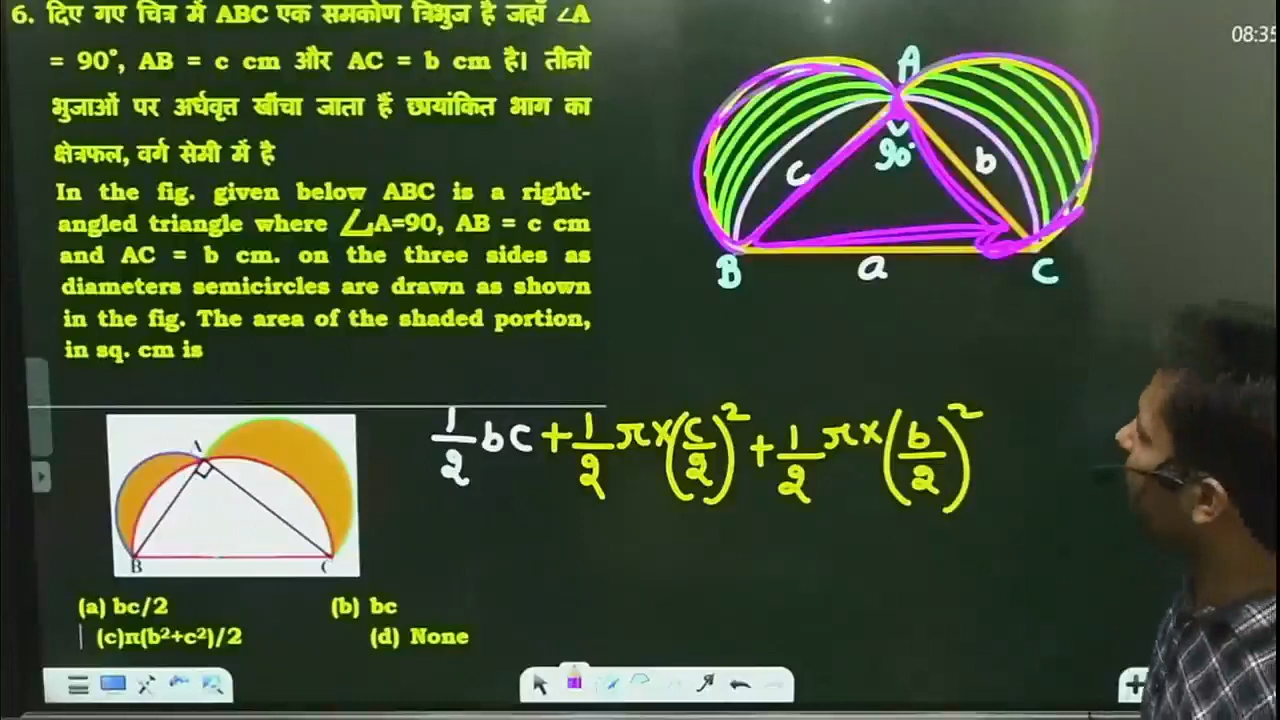 6. दिए गए चित्र में ABC एक समकोण त्रिभुज है जहाँ ∠A
= 90°, AB = c cm और AC = b cm है। तीनो
भुजाओं पर अर्धवृत खींचा जाता हैं छायांकित भाग का
क्षेत्रफल, वर्ग सेमी में है
In the fig. given below ABC is a right-
angled triangle where ∠A=90, AB = c cm
and AC = b cm. on the three sides as
diameters semicircles are drawn as shown
in the fig. The area of the shaded portion,
in sq. cm is
08:35
A
c
90°
b
B
a
C
1/2 bc + 1/2 π×(c/2)² + 1/2 π×(b/2)²
A
B
C
(a) bc/2 (b) bc
(c)π(b²+c²)/2 (d) None